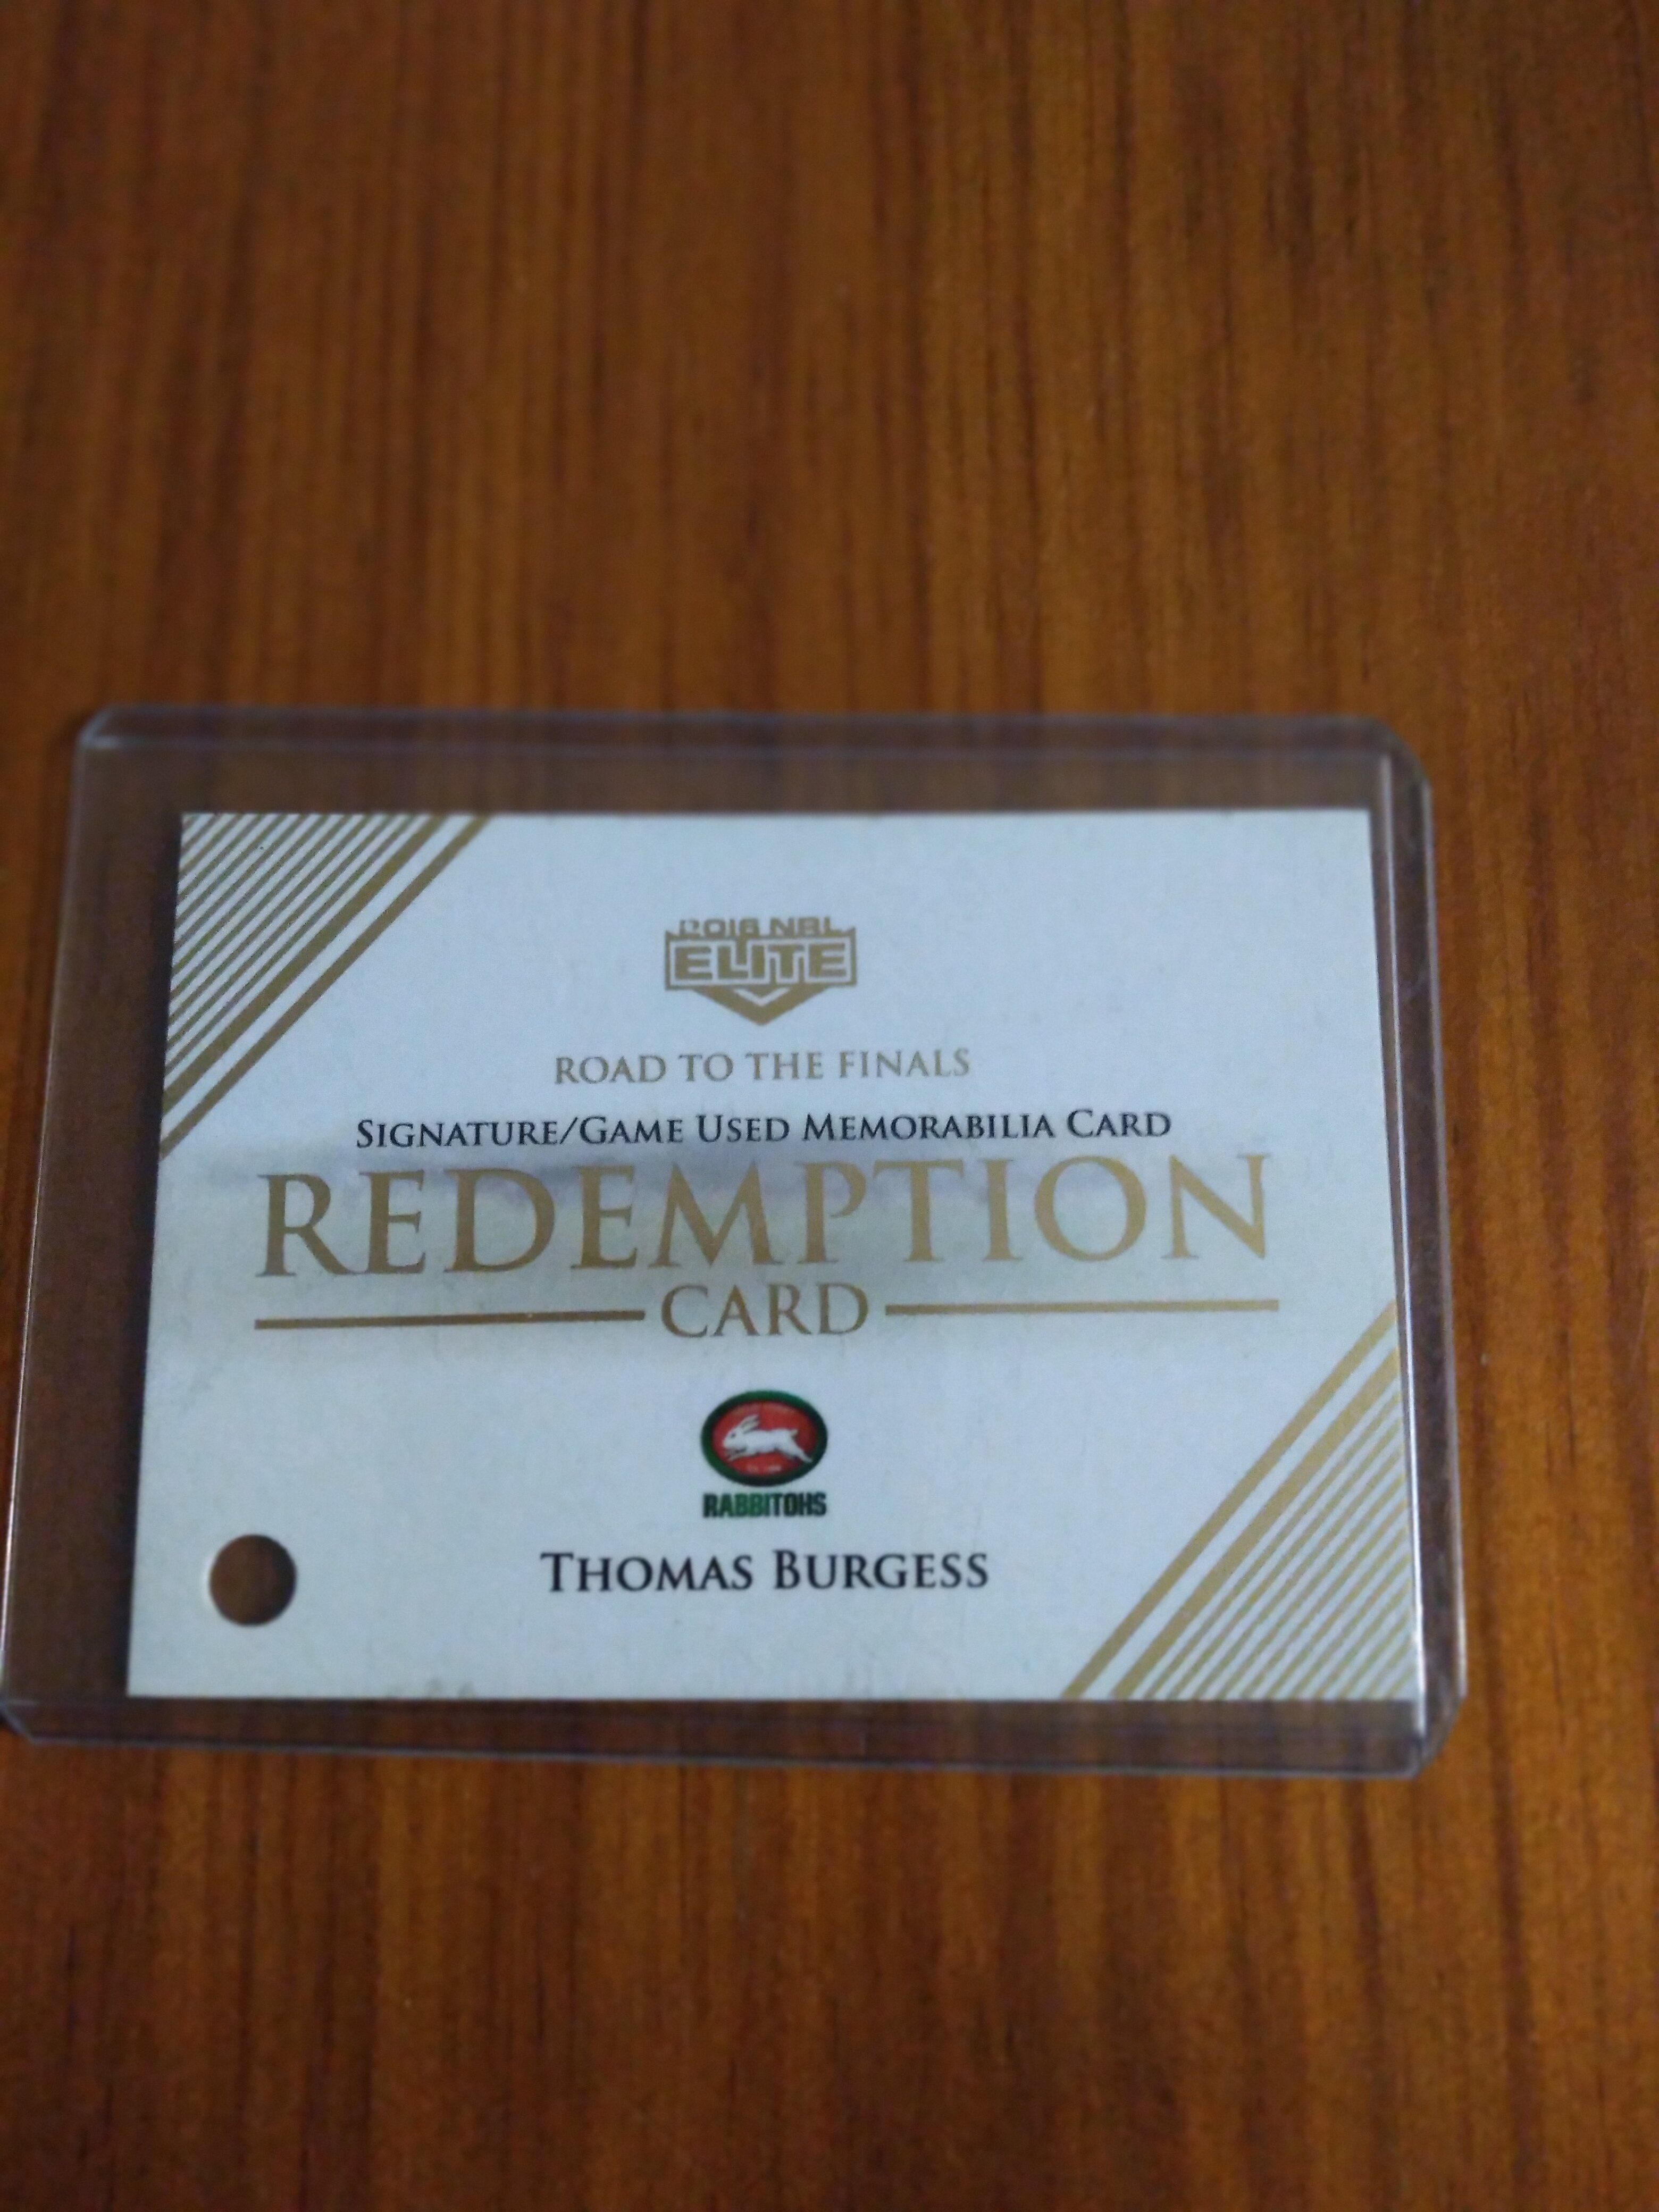 2016 NRL
ELITE
ROAD TO THE FINALS
SIGNATURE/GAME USED MEMORABILIA CARD
REDEMPTION
CARD
RABBITOHS
THOMAS BURGESS